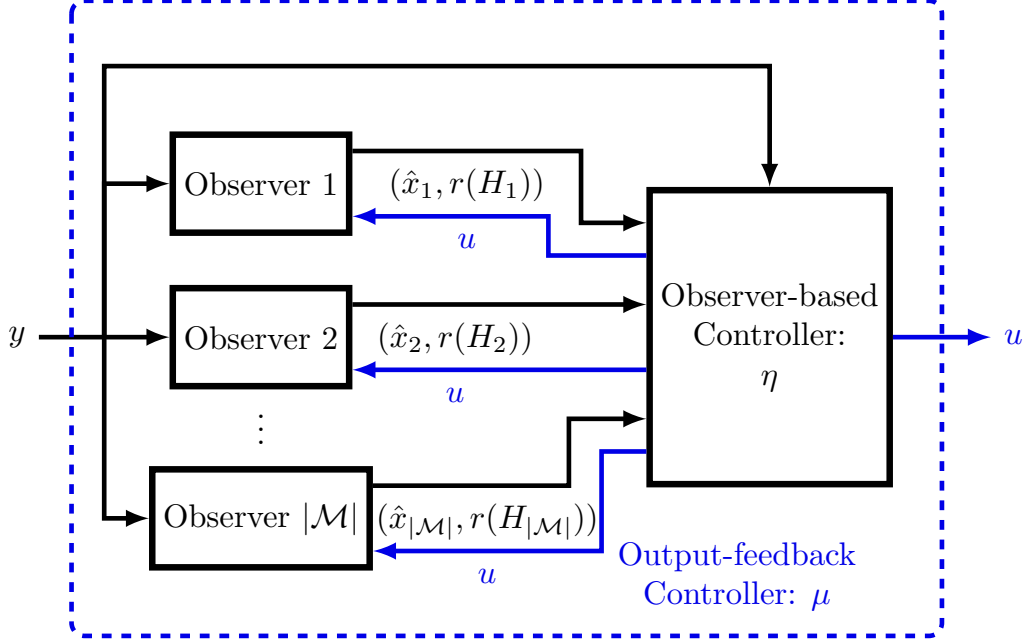 Observer 1
(x̂₁, r(H₁))
u
y
Observer 2
(x̂₂, r(H₂))
u
⋮
Observer |ℳ|
(x̂_{|ℳ|}, r(H_{|ℳ|}))
u
Observer-based
Controller:
η
u
Output-feedback
Controller: μ